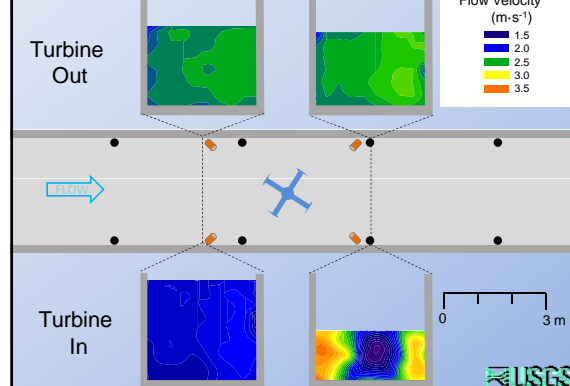 Flow Velocity
(m·s⁻¹)
1.5
2.0
2.5
3.0
3.5
Turbine
Out
FLOW
Turbine
In
0
3 m
USGS